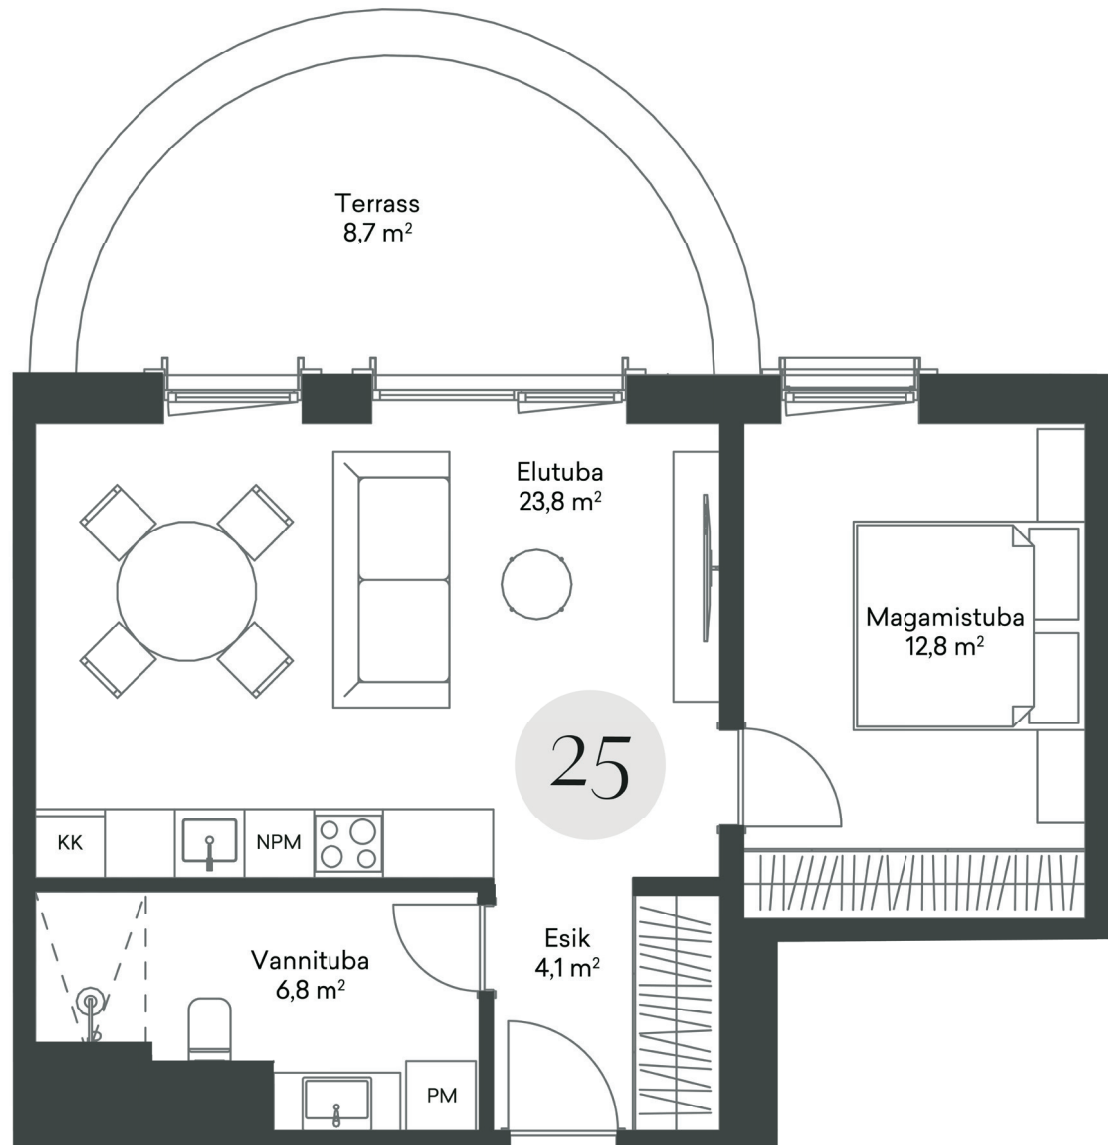 Terrass
8,7 m²
Elutuba
23,8 m²
Magamistuba
12,8 m²
25
KK
NPM
Esik
4,1 m²
Vannituba
6,8 m²
PM